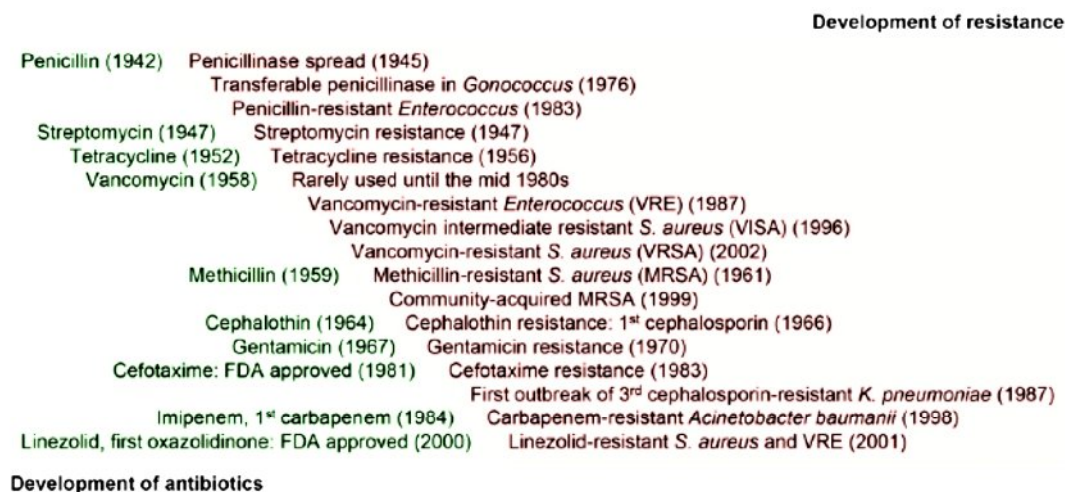 Development of resistance
Penicillin (1942) Penicillinase spread (1945)
Transferable penicillinase in Gonococcus (1976)
Penicillin-resistant Enterococcus (1983)
Streptomycin (1947) Streptomycin resistance (1947)
Tetracycline (1952) Tetracycline resistance (1956)
Vancomycin (1958) Rarely used until the mid 1980s
Vancomycin-resistant Enterococcus (VRE) (1987)
Vancomycin intermediate resistant S. aureus (VISA) (1996)
Vancomycin-resistant S. aureus (VRSA) (2002)
Methicillin (1959) Methicillin-resistant S. aureus (MRSA) (1961)
Community-acquired MRSA (1999)
Cephalothin (1964) Cephalothin resistance: 1st cephalosporin (1966)
Gentamicin (1967) Gentamicin resistance (1970)
Cefotaxime: FDA approved (1981) Cefotaxime resistance (1983)
First outbreak of 3rd cephalosporin-resistant K. pneumoniae (1987)
Imipenem, 1st carbapenem (1984) Carbapenem-resistant Acinetobacter baumanii (1998)
Linezolid, first oxazolidinone: FDA approved (2000) Linezolid-resistant S. aureus and VRE (2001)
Development of antibiotics